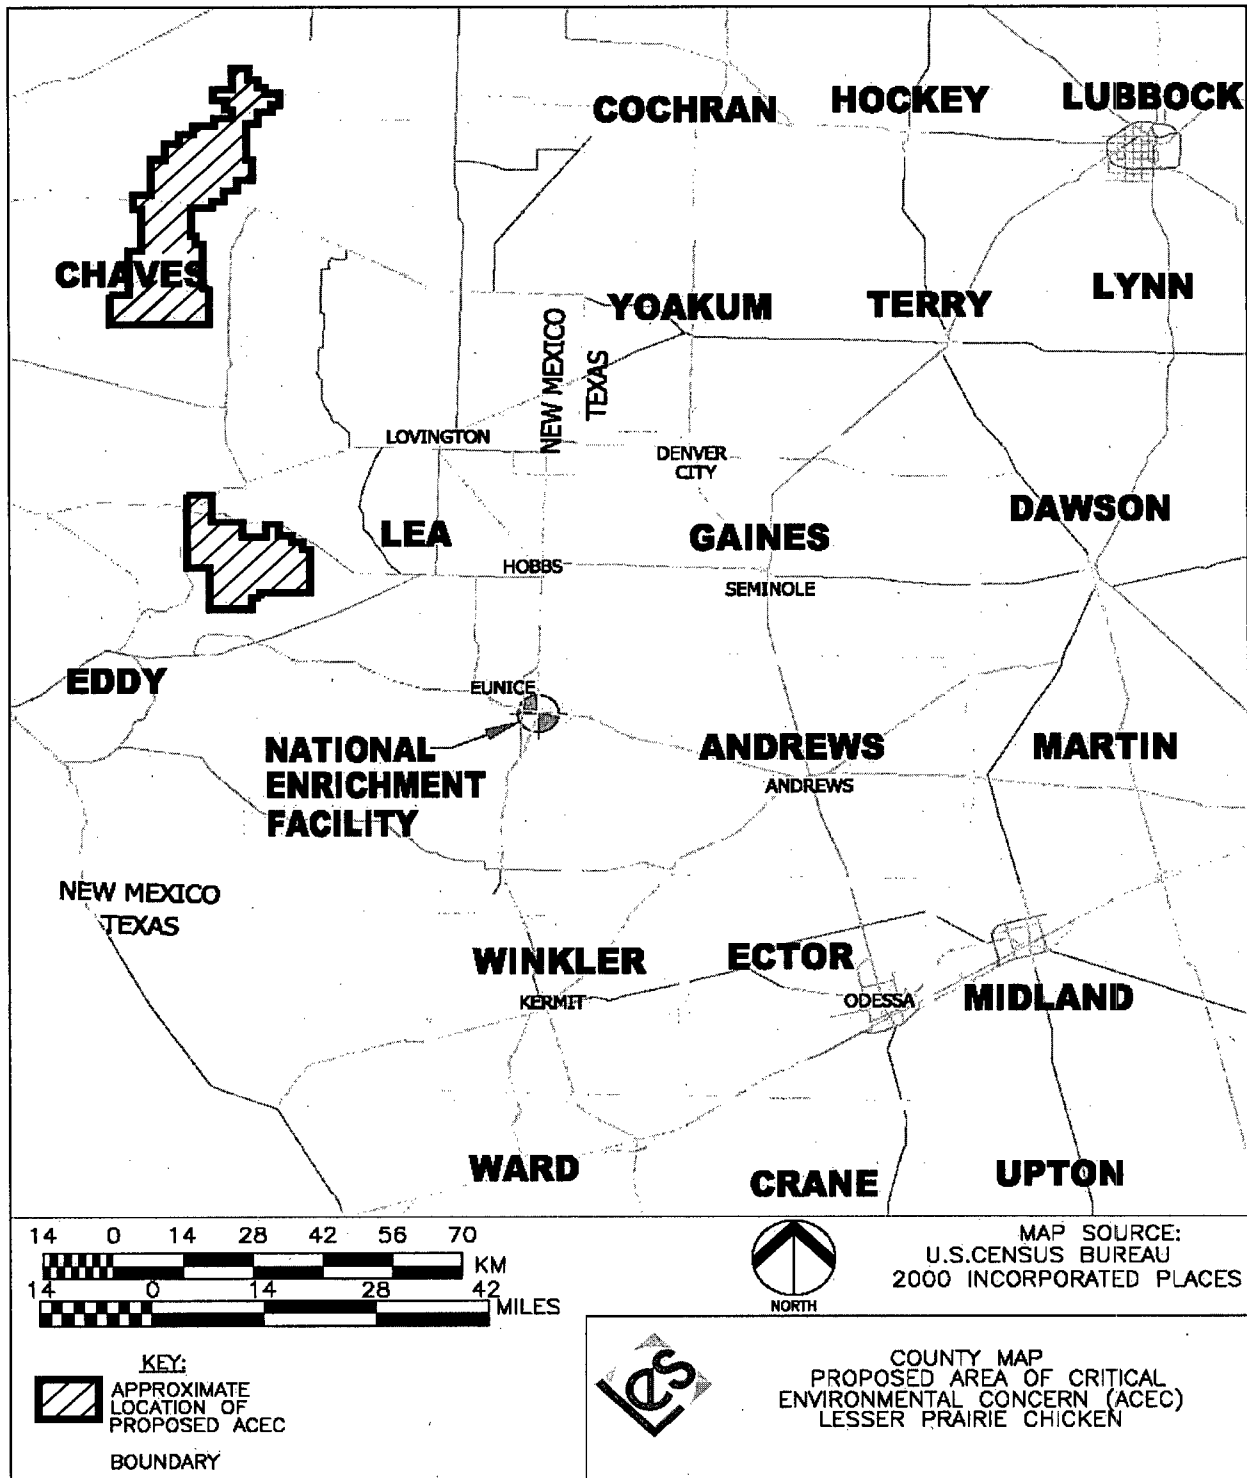 COCHRAN
HOCKEY
LUBBOCK
CHAVES
YOAKUM
TERRY
LYNN
NEW MEXICO
TEXAS
LOVINGTON
DENVER
CITY
LEA
GAINES
DAWSON
HOBBS
SEMINOLE
EDDY
EUNICE
NATIONAL
ENRICHMENT
FACILITY
ANDREWS
ANDREWS
MARTIN
NEW MEXICO
TEXAS
WINKLER
ECTOR
KERMIT
ODESSA
MIDLAND
WARD
CRANE
UPTON
14 0 14 28 42 56 70
KM
14 0 14 28 42
MILES
NORTH
MAP SOURCE:
U.S.CENSUS BUREAU
2000 INCORPORATED PLACES
KEY:
APPROXIMATE
LOCATION OF
PROPOSED ACEC
BOUNDARY
Les
COUNTY MAP
PROPOSED AREA OF CRITICAL
ENVIRONMENTAL CONCERN (ACEC)
LESSER PRAIRIE CHICKEN